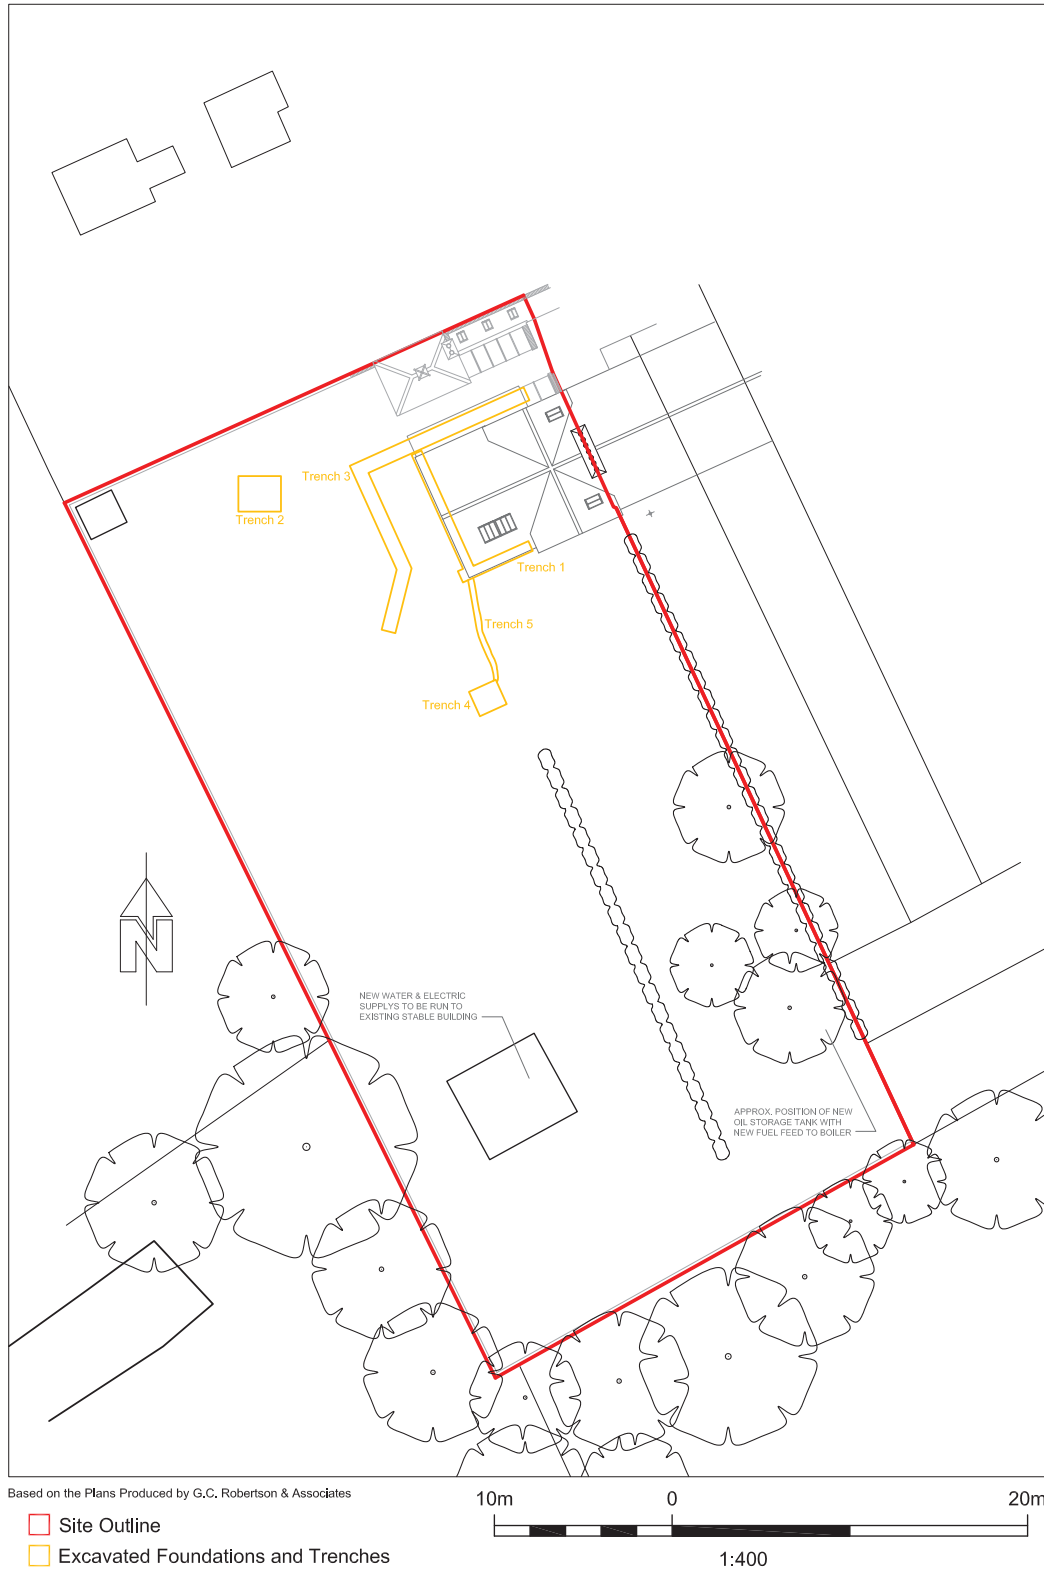 Trench 3
Trench 2
Trench 1
Trench 5
Trench 4
N
NEW WATER & ELECTRIC
SUPPLYS TO BE RUN TO
EXISTING STABLE BUILDING
APPROX. POSITION OF NEW
OIL STORAGE TANK WITH
NEW FUEL FEED TO BOILER
Based on the Plans Produced by G.C. Robertson & Associates
Site Outline
Excavated Foundations and Trenches
10m 0 20m
1:400